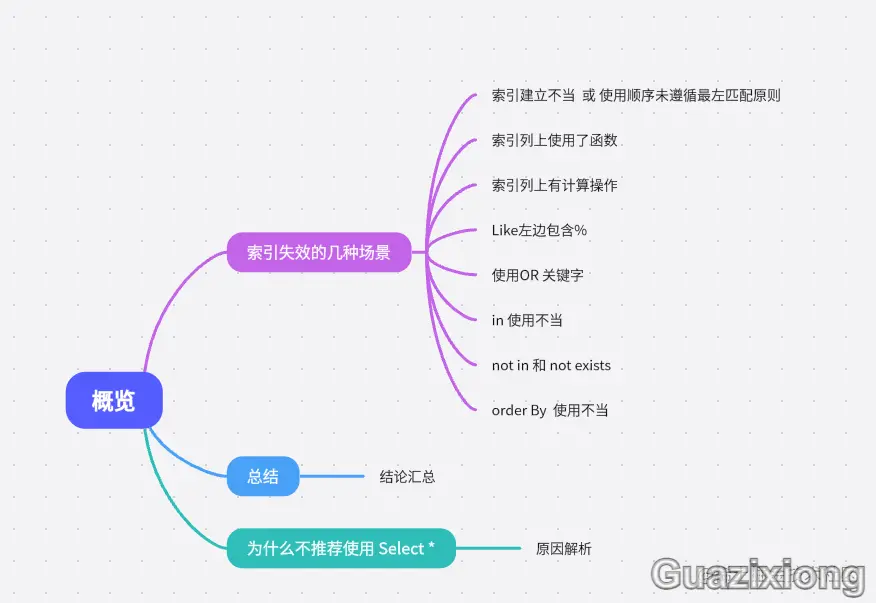 索引建立不当 或 使用顺序未遵循最左匹配原则
索引列上使用了函数
索引列上有计算操作
Like左边包含%
索引失效的几种场景
使用OR 关键字
in 使用不当
not in 和 not exists
order By 使用不当
概览
总结
结论汇总
为什么不推荐使用 Select *
原因解析
Guazixiong